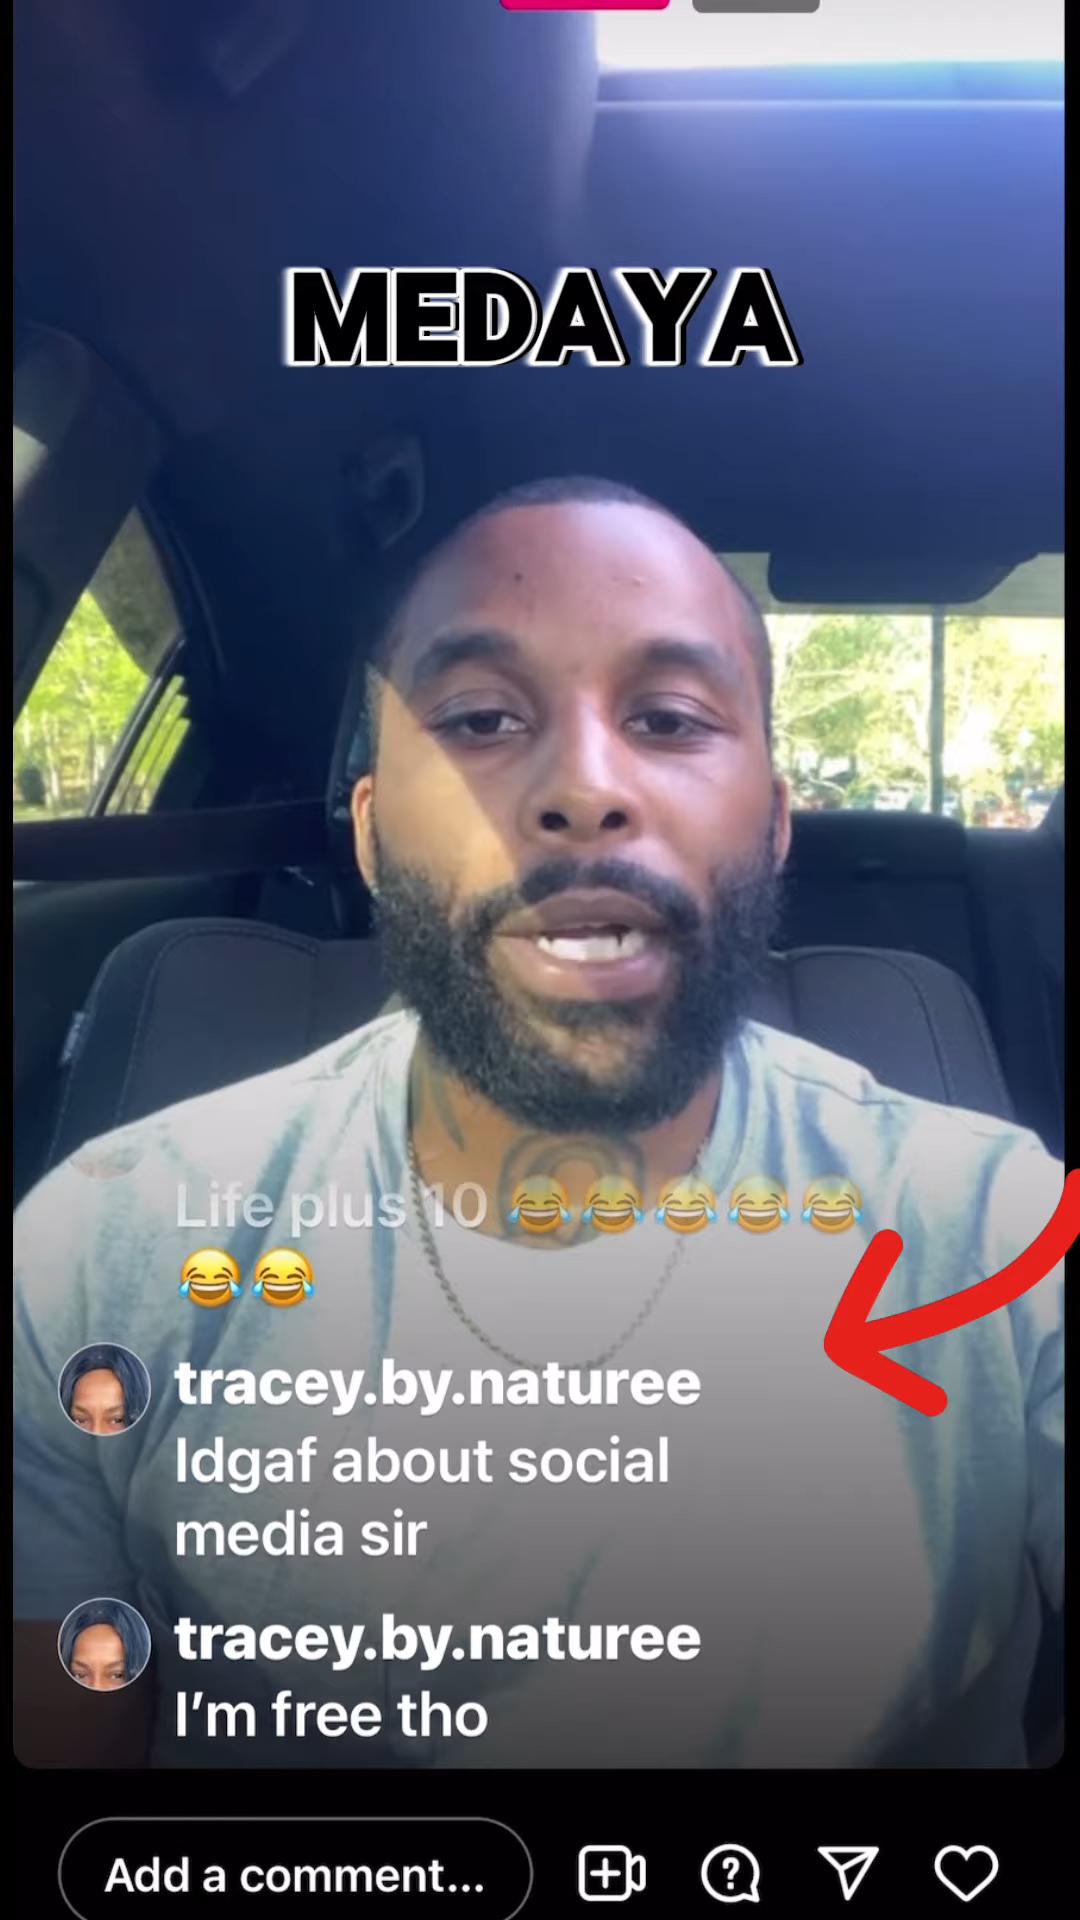 MEDAYA
Life plus 10 😂😂😂😂😂
😂😂
tracey.by.naturee
Idgaf about social
media sir
tracey.by.naturee
I'm free tho
Add a comment...